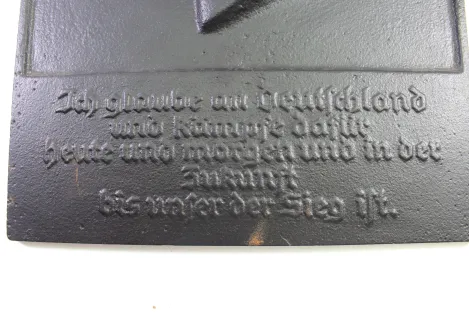 Ich glaube an Deutschland
und kämpfe dafür
heute und morgen und in der
Zukunft
bis unser der Sieg ist.